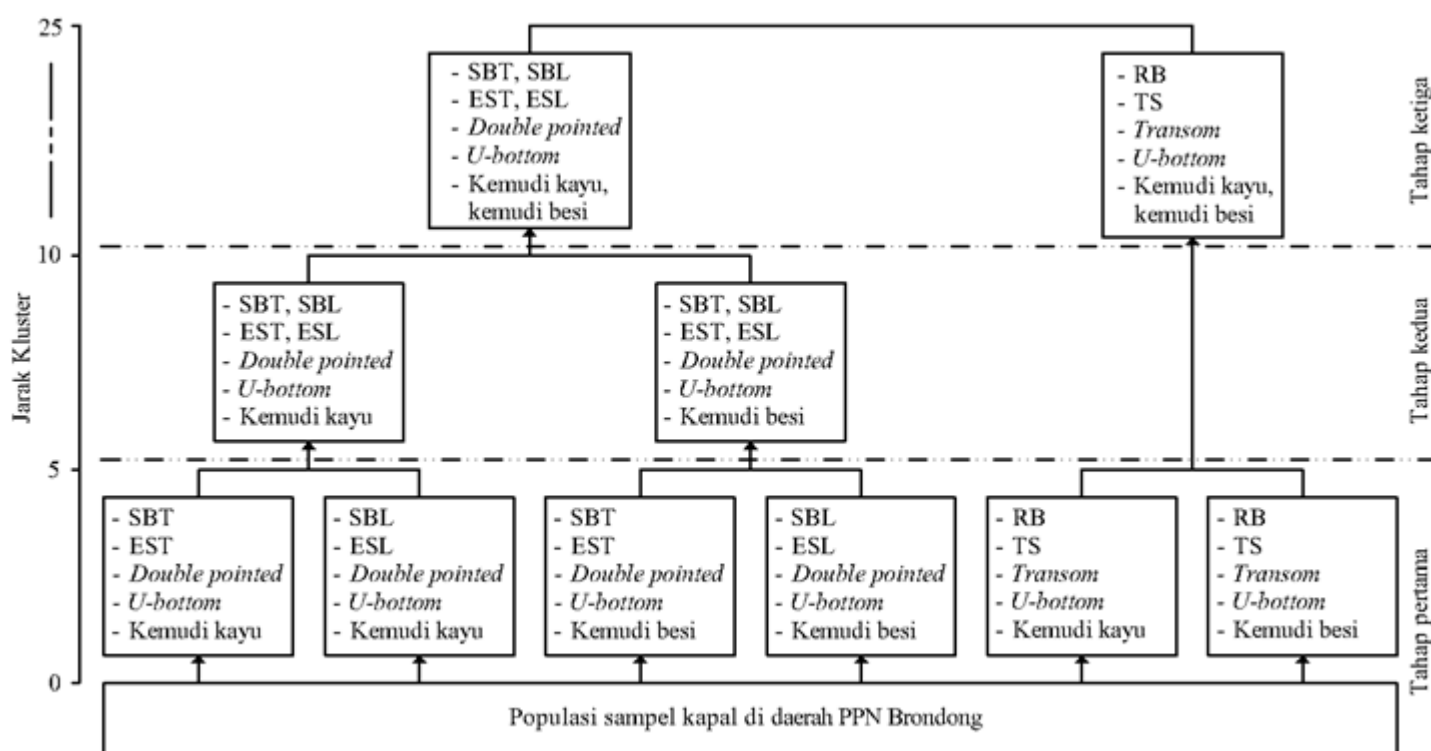 25
- SBT, SBL
- EST, ESL
- Double pointed
- U-bottom
- Kemudi kayu,
kemudi besi
- RB
- TS
- Transom
- U-bottom
- Kemudi kayu,
kemudi besi
Tahap ketiga
10
- SBT, SBL
- EST, ESL
- Double pointed
- U-bottom
- Kemudi kayu
- SBT, SBL
- EST, ESL
- Double pointed
- U-bottom
- Kemudi besi
Jarak Kluster
Tahap kedua
5
- SBT
- EST
- Double pointed
- U-bottom
- Kemudi kayu
- SBL
- ESL
- Double pointed
- U-bottom
- Kemudi kayu
- SBT
- EST
- Double pointed
- U-bottom
- Kemudi besi
- SBL
- ESL
- Double pointed
- U-bottom
- Kemudi besi
- RB
- TS
- Transom
- U-bottom
- Kemudi kayu
- RB
- TS
- Transom
- U-bottom
- Kemudi besi
Tahap pertama
0
Populasi sampel kapal di daerah PPN Brondong